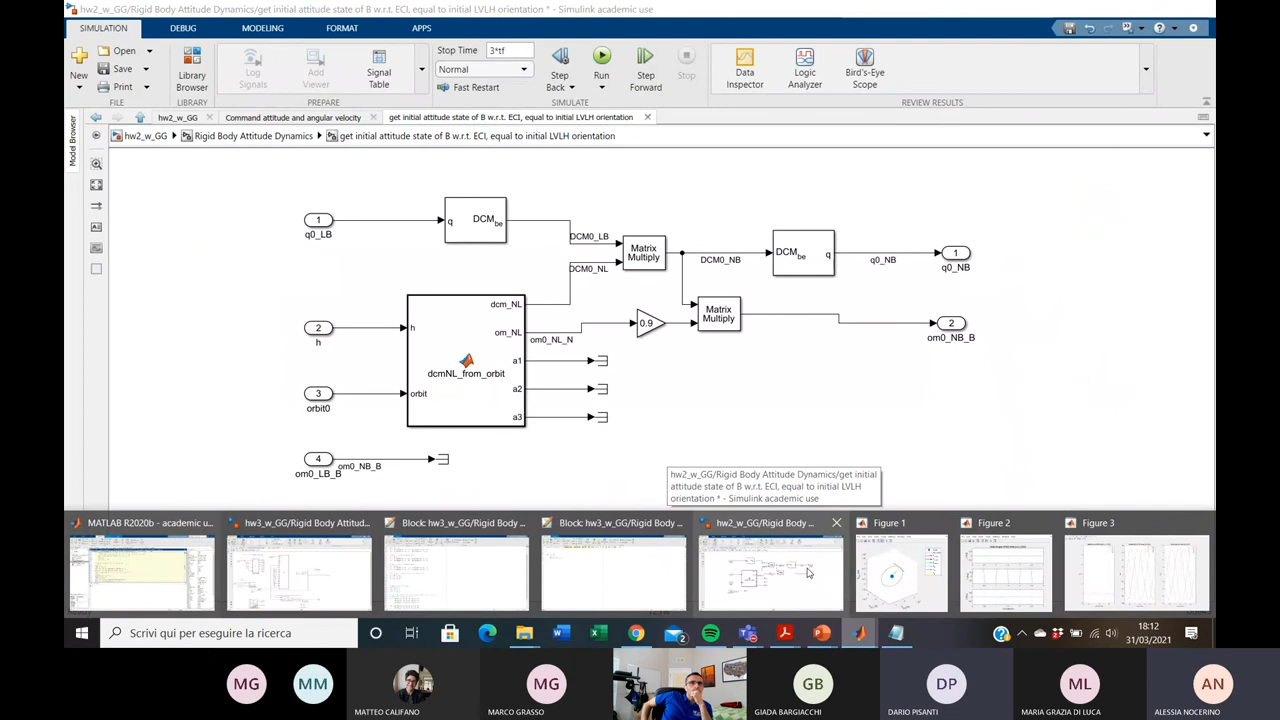 hw2_w_GG/Rigid Body Attitude Dynamics/get initial attitude state of B w.r.t. ECI, equal to initial LVLH orientation * - Simulink academic use
SIMULATION DEBUG MODELING FORMAT APPS
New
Open
Save
Print
FILE
Library
Browser
LIBRARY
Log
Signals
Add
Viewer
Signal
Table
PREPARE
Stop Time 3*tf
Normal
Fast Restart
Step
Back
Run
Step
Forward
Stop
SIMULATE
Data
Inspector
Logic
Analyzer
Bird's-Eye
Scope
REVIEW RESULTS
hw2_w_GG
Command attitude and angular velocity
get initial attitude state of B w.r.t. ECI, equal to initial LVLH orientation
Model Browser
hw2_w_GG Rigid Body Attitude Dynamics get initial attitude state of B w.r.t. ECI, equal to initial LVLH orientation
1
q0_LB
q DCMbe
DCM0_LB
DCM0_NL
Matrix
Multiply
DCM0_NB
DCMbe q
q0_NB
1
q0_NB
2
h
h
dcm_NL
om_NL
a1
a2
a3
dcmNL_from_orbit
orbit
3
orbit0
om0_NL_N
0.9
Matrix
Multiply
2
om0_NB_B
4
om0_LB_B
om0_NB_B
hw2_w_GG/Rigid Body Attitude Dynamics/get initial
attitude state of B w.r.t. ECI, equal to initial LVLH
orientation * - Simulink academic use
MATLAB R2020b - academic u...
hw3_w_GG/Rigid Body Attitud...
Block: hw3_w_GG/Rigid Body ...
Block: hw3_w_GG/Rigid Body ...
hw2_w_GG/Rigid Body ...
Figure 1
Figure 2
Figure 3
Scrivi qui per eseguire la ricerca
2
18:12
31/03/2021
MG
MM
MATTEO CALIFANO
MG
MARCO GRASSO
GB
GIADA BARGIACCHI
DP
DARIO PISANTI
ML
MARIA GRAZIA DI LUCA
AN
ALESSIA NOCERINO